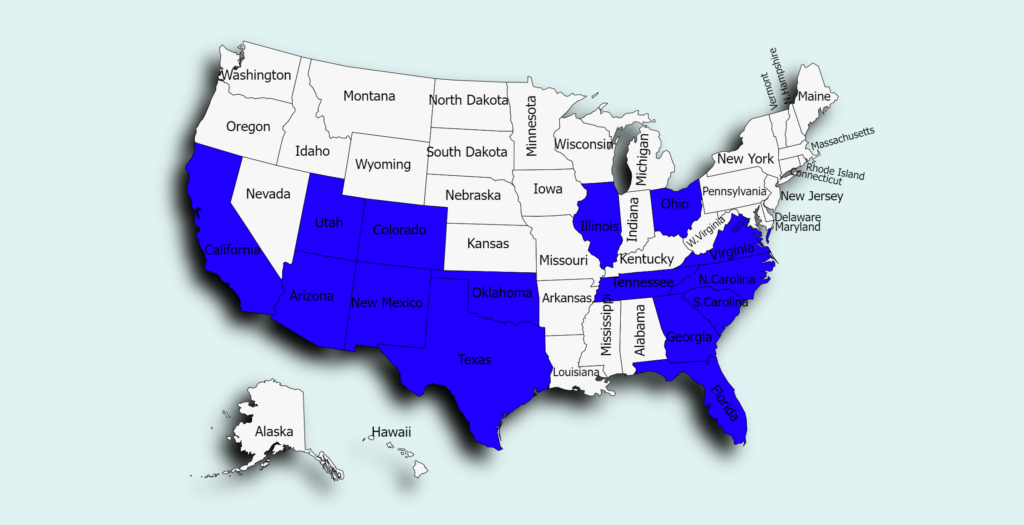 Washington
Montana
North Dakota
Minnesota
Vermont
N.Hampshire
Maine
Oregon
Idaho
Wyoming
South Dakota
Wisconsin
Michigan
New York
Massachusetts
Rhode Island
Connecticut
Nevada
Nebraska
Iowa
Pennsylvania
New Jersey
Utah
Colorado
Kansas
Illinois
Indiana
Ohio
W.Virginia
Delaware
Maryland
California
Missouri
Kentucky
Virginia
Arizona
New Mexico
Oklahoma
Arkansas
Tennessee
N.Carolina
S.Carolina
Texas
Louisiana
Mississippi
Alabama
Georgia
Florida
Alaska
Hawaii